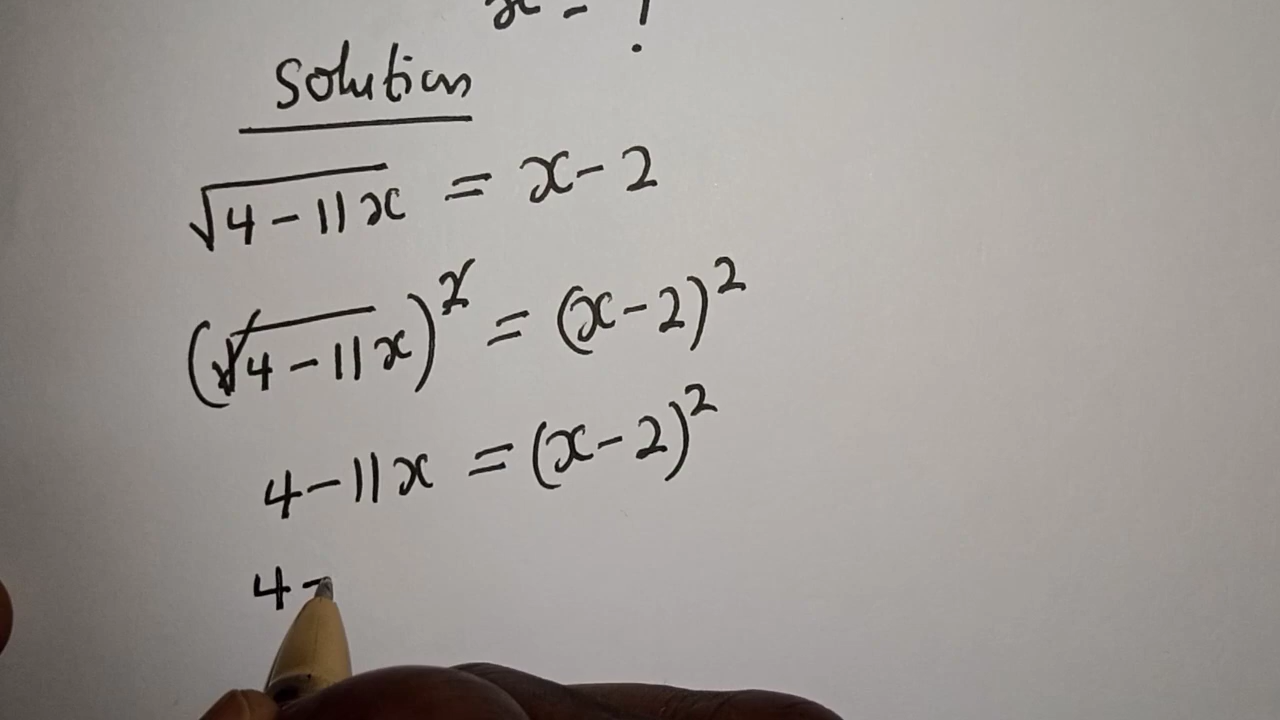 x = ?
Solution
√4-11x = x-2
(√4-11x)² = (x-2)²
4-11x = (x-2)²
4-